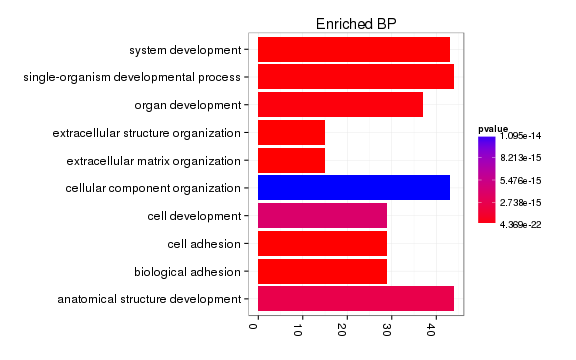 Enriched BP
system development
single-organism developmental process
organ development
extracellular structure organization
extracellular matrix organization
cellular component organization
cell development
cell adhesion
biological adhesion
anatomical structure development
0
10
20
30
40
pvalue
1.095e-14
8.213e-15
5.476e-15
2.738e-15
4.369e-22